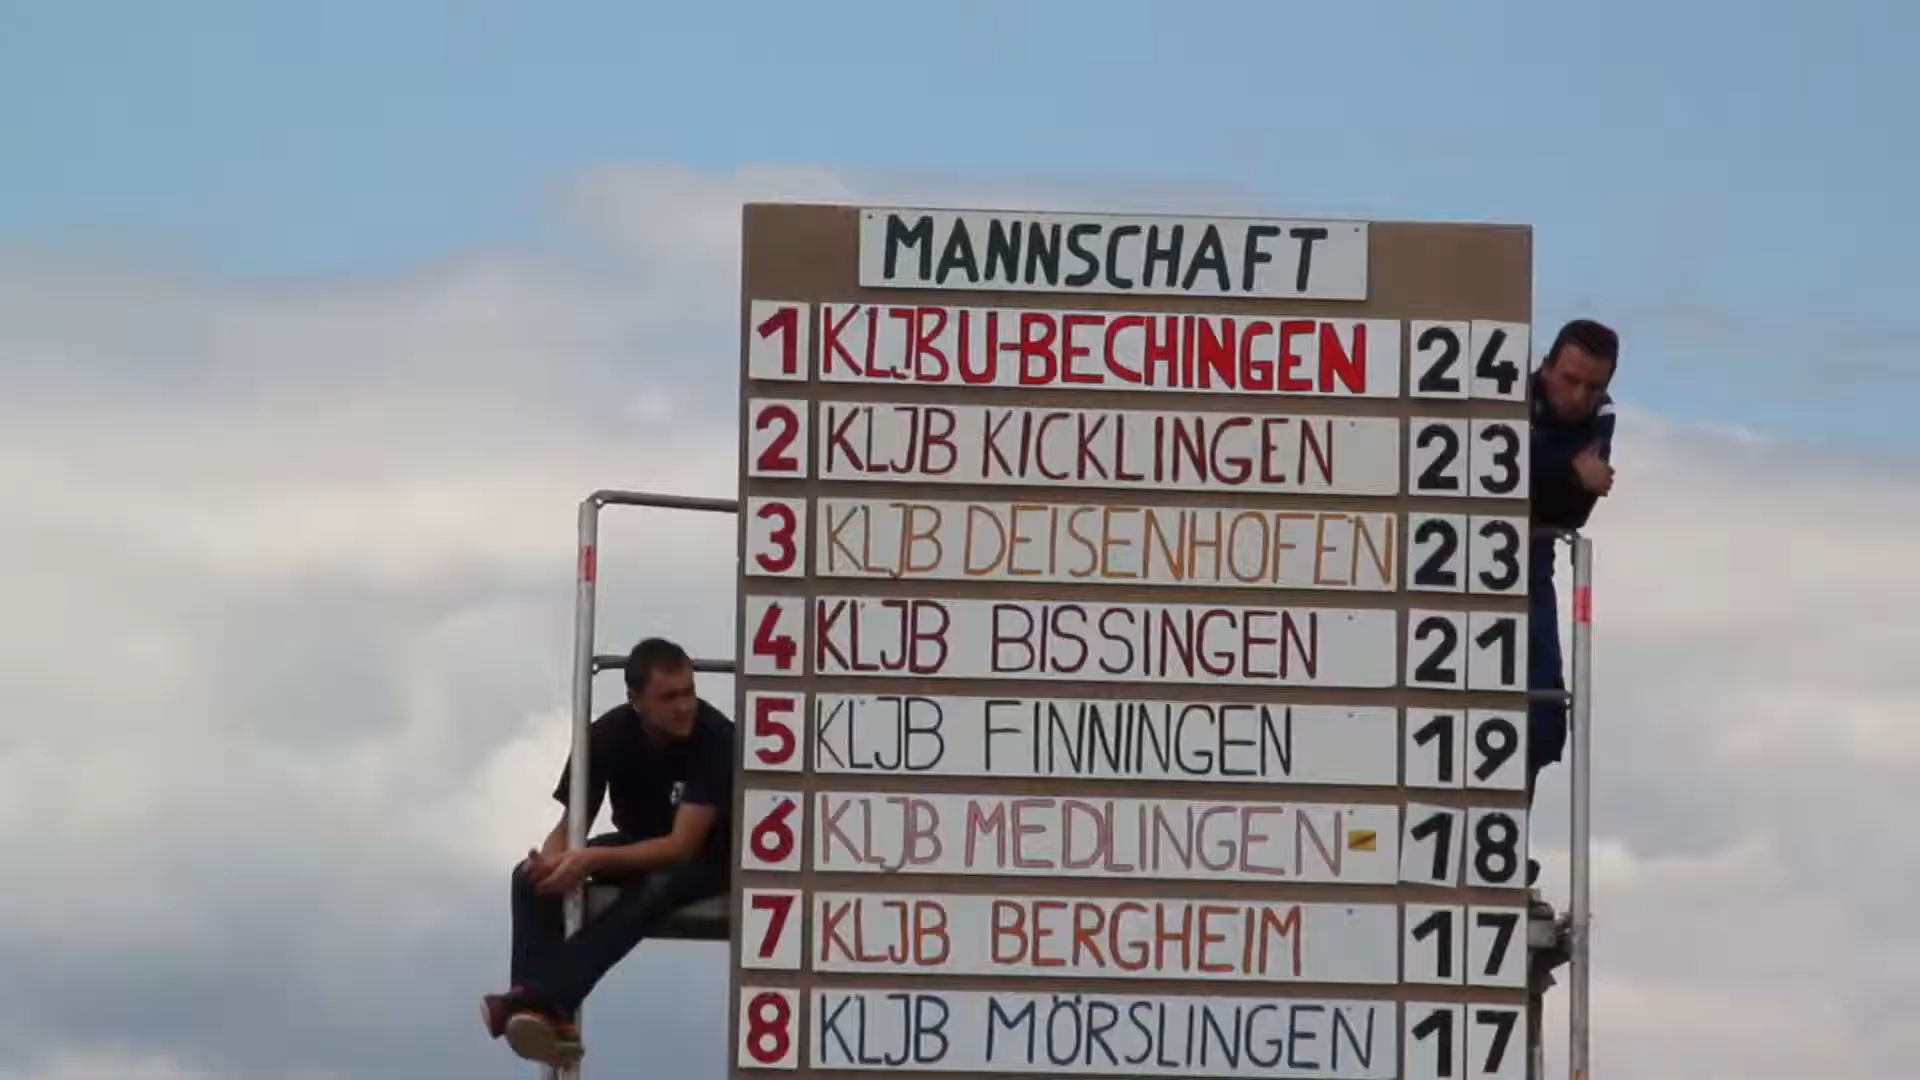 MANNSCHAFT
1 KLJB U-BECHINGEN 24
2 KLJB KICKLINGEN 23
3 KLJB DEISENHOFEN 23
4 KLJB BISSINGEN 21
5 KLJB FINNINGEN 19
6 KLJB MEDLINGEN 18
7 KLJB BERGHEIM 17
8 KLJB MÖRSLINGEN 17